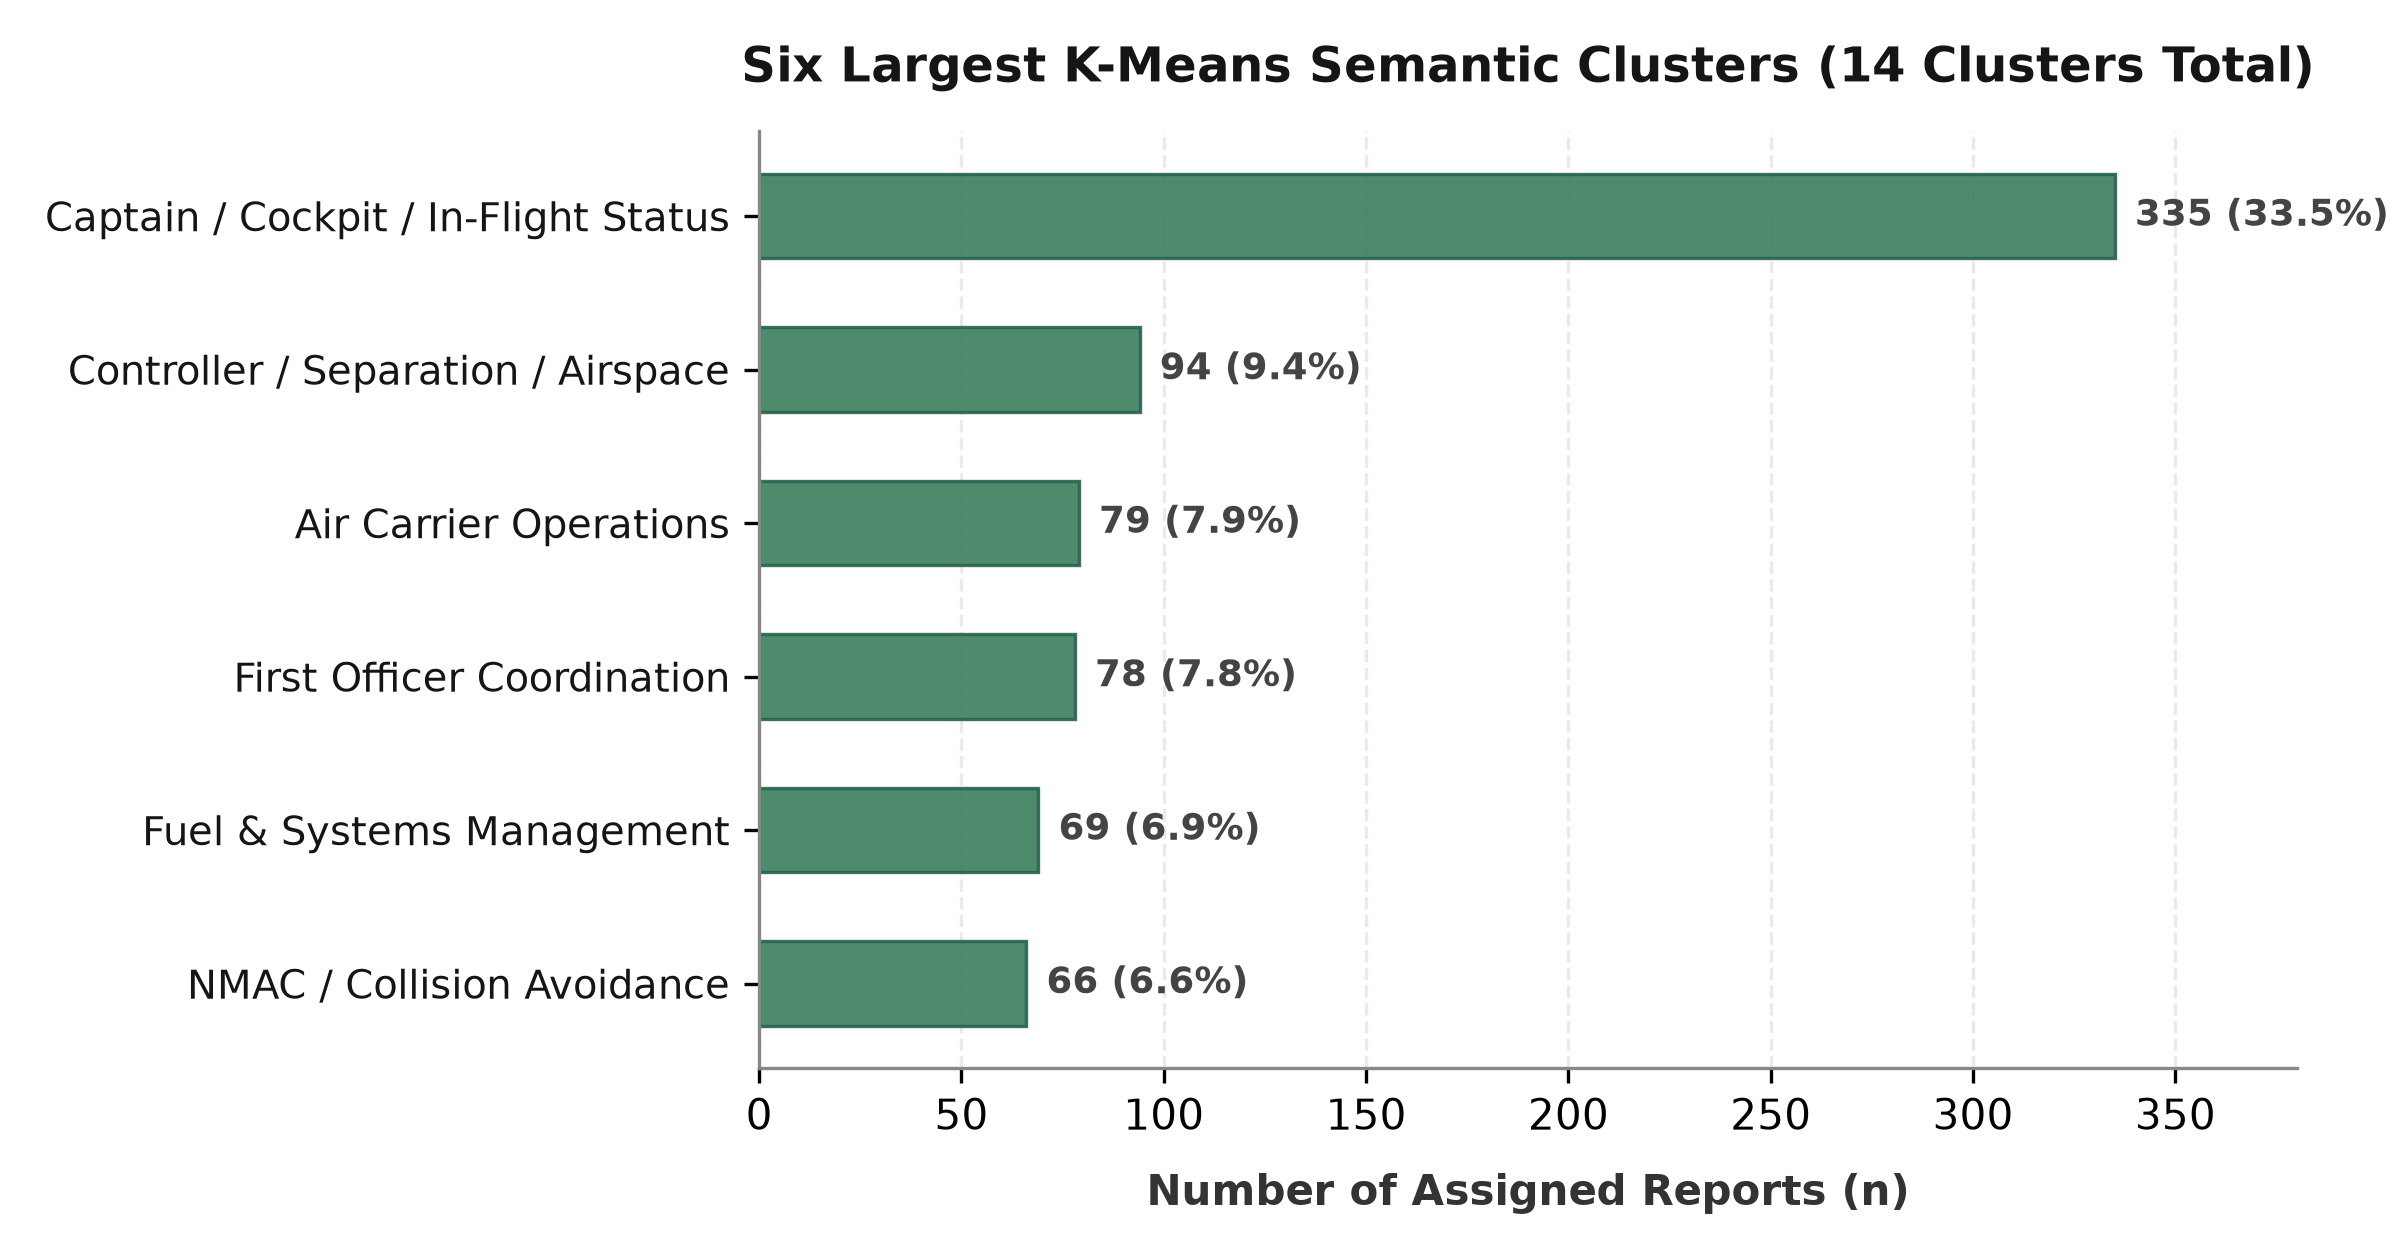 Six Largest K-Means Semantic Clusters (14 Clusters Total)
Captain / Cockpit / In-Flight Status
335 (33.5%)
Controller / Separation / Airspace
94 (9.4%)
Air Carrier Operations
79 (7.9%)
First Officer Coordination
78 (7.8%)
Fuel & Systems Management
69 (6.9%)
NMAC / Collision Avoidance
66 (6.6%)
0 50 100 150 200 250 300 350
Number of Assigned Reports (n)